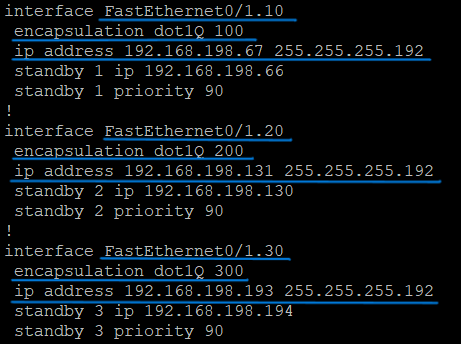 interface FastEthernet0/1.10
 encapsulation dot1Q 100
 ip address 192.168.198.67 255.255.255.192
 standby 1 ip 192.168.198.66
 standby 1 priority 90
!
interface FastEthernet0/1.20
 encapsulation dot1Q 200
 ip address 192.168.198.131 255.255.255.192
 standby 2 ip 192.168.198.130
 standby 2 priority 90
!
interface FastEthernet0/1.30
 encapsulation dot1Q 300
 ip address 192.168.198.193 255.255.255.192
 standby 3 ip 192.168.198.194
 standby 3 priority 90